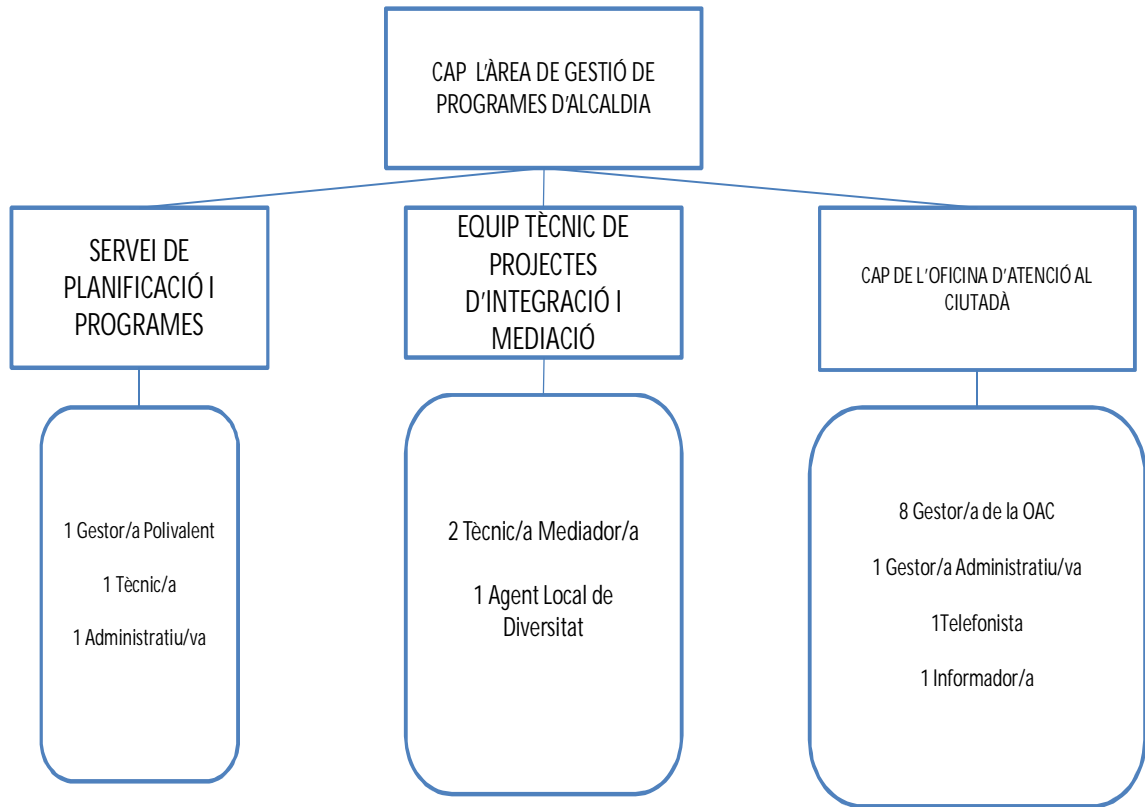 CAP L'ÀREA DE GESTIÓ DE
PROGRAMES D'ALCALDIA
SERVEI DE
PLANIFICACIÓ I
PROGRAMES
EQUIP TÈCNIC DE
PROJECTES
D'INTEGRACIÓ I
MEDIACIÓ
CAP DE L'OFICINA D'ATENCIÓ AL
CIUTADÀ
1 Gestor/a Polivalent
1 Tècnic/a
1 Administratiu/va
2 Tècnic/a Mediador/a
1 Agent Local de
Diversitat
8 Gestor/a de la OAC
1 Gestor/a Administratiu/va
1Telefonista
1 Informador/a